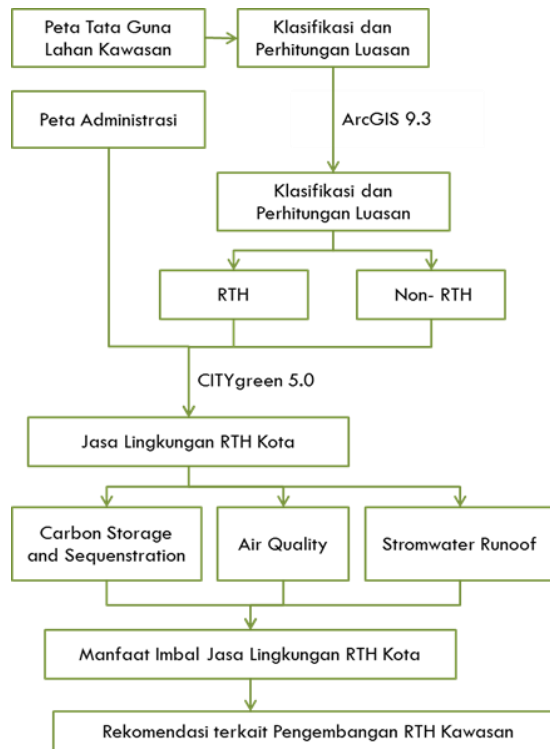 Peta Tata Guna
Lahan Kawasan
Klasifikasi dan
Perhitungan Luasan
Peta Administrasi
ArcGIS 9.3
Klasifikasi dan
Perhitungan Luasan
RTH
Non- RTH
CITYgreen 5.0
Jasa Lingkungan RTH Kota
Carbon Storage
and Sequenstration
Air Quality
Stromwater Runoof
Manfaat Imbal Jasa Lingkungan RTH Kota
Rekomendasi terkait Pengembangan RTH Kawasan